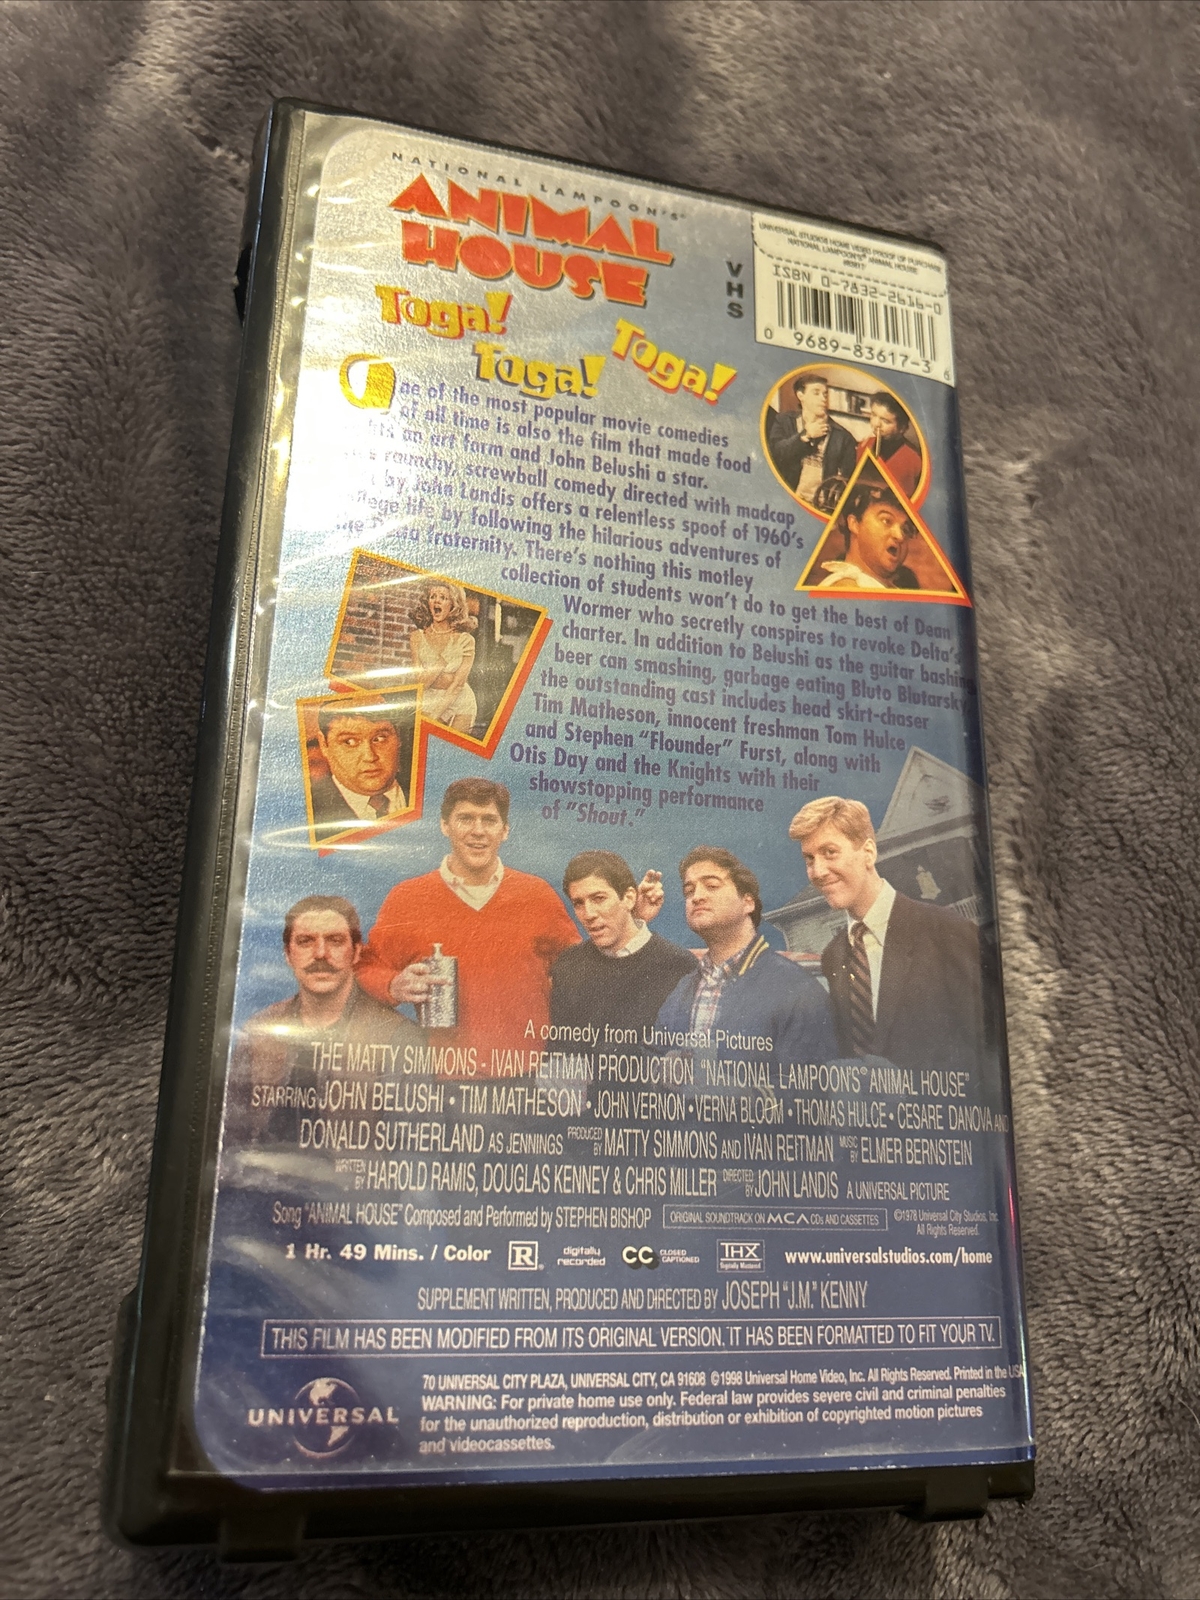 NATIONAL LAMPOON'S
ANIMAL
HOUSE
Toga!
Toga!
Toga!
VHS
UNIVERSAL STUDIOS HOME VIDEO PROOF OF PURCHASE
NATIONAL LAMPOON'S® ANIMAL HOUSE
ISBN 0-7832-2616-0
0 9689-83617-3 6
One of the most popular movie comedies
of all time is also the film that made food
an art form and John Belushi a star.
raunchy, screwball comedy directed with madcap
by John Landis offers a relentless spoof of 1960's
life by following the hilarious adventures of
fraternity. There's nothing this motley
collection of students won't do to get the best of Dean
Wormer who secretly conspires to revoke Delta's
charter. In addition to Belushi as the guitar bashing,
beer can smashing, garbage eating Bluto Blutarsky
the outstanding cast includes head skirt-chaser
Tim Matheson, innocent freshman Tom Hulce
and Stephen "Flounder" Furst, along with
Otis Day and the Knights with their
showstopping performance
of "Shout."
A comedy from Universal Pictures
THE MATTY SIMMONS - IVAN REITMAN PRODUCTION "NATIONAL LAMPOON'S® ANIMAL HOUSE"
STARRING JOHN BELUSHI • TIM MATHESON • JOHN VERNON • VERNA BLOOM • THOMAS HULCE • CESARE DANOVA AND
DONALD SUTHERLAND AS JENNINGS PRODUCED BY MATTY SIMMONS AND IVAN REITMAN MUSIC BY ELMER BERNSTEIN
WRITTEN BY HAROLD RAMIS, DOUGLAS KENNEY & CHRIS MILLER DIRECTED BY JOHN LANDIS A UNIVERSAL PICTURE
Song "ANIMAL HOUSE" Composed and Performed by STEPHEN BISHOP ORIGINAL SOUNDTRACK ON MCA CDs AND CASSETTES ©1978 Universal City Studios, Inc.
All Rights Reserved.
1 Hr. 49 Mins. / Color R digitally recorded CC CLOSED CAPTIONED THX Digitally Mastered www.universalstudios.com/home
SUPPLEMENT WRITTEN, PRODUCED AND DIRECTED BY JOSEPH "J.M." KENNY
THIS FILM HAS BEEN MODIFIED FROM ITS ORIGINAL VERSION. IT HAS BEEN FORMATTED TO FIT YOUR TV.
UNIVERSAL
70 UNIVERSAL CITY PLAZA, UNIVERSAL CITY, CA 91608 ©1998 Universal Home Video, Inc. All Rights Reserved. Printed in the USA
WARNING: For private home use only. Federal law provides severe civil and criminal penalties
for the unauthorized reproduction, distribution or exhibition of copyrighted motion pictures
and videocassettes.